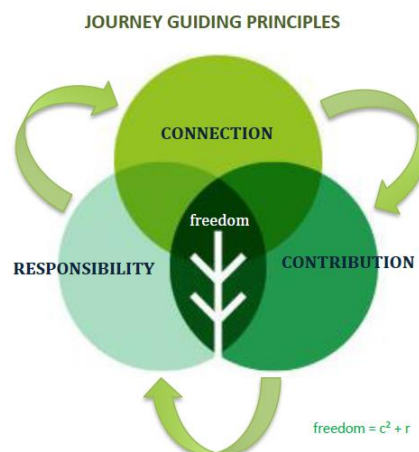 JOURNEY GUIDING PRINCIPLES
CONNECTION
freedom
RESPONSIBILITY
CONTRIBUTION
freedom = c² + r